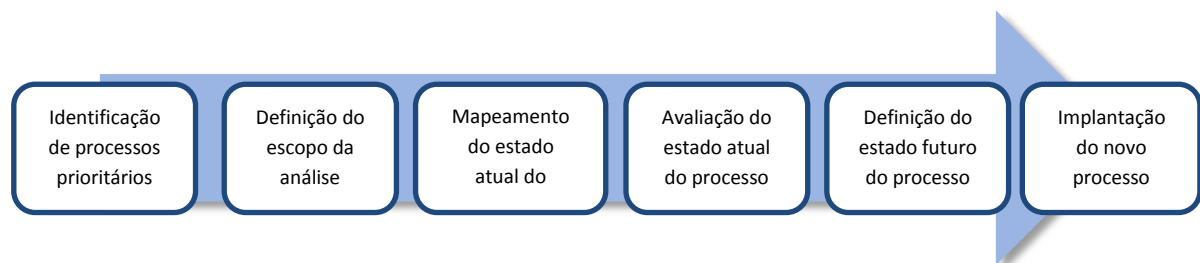 Identificação
de processos
prioritários
Definição do
escopo da
análise
Mapeamento
do estado
atual do
Avaliação do
estado atual
do processo
Definição do
estado futuro
do processo
Implantação
do novo
processo